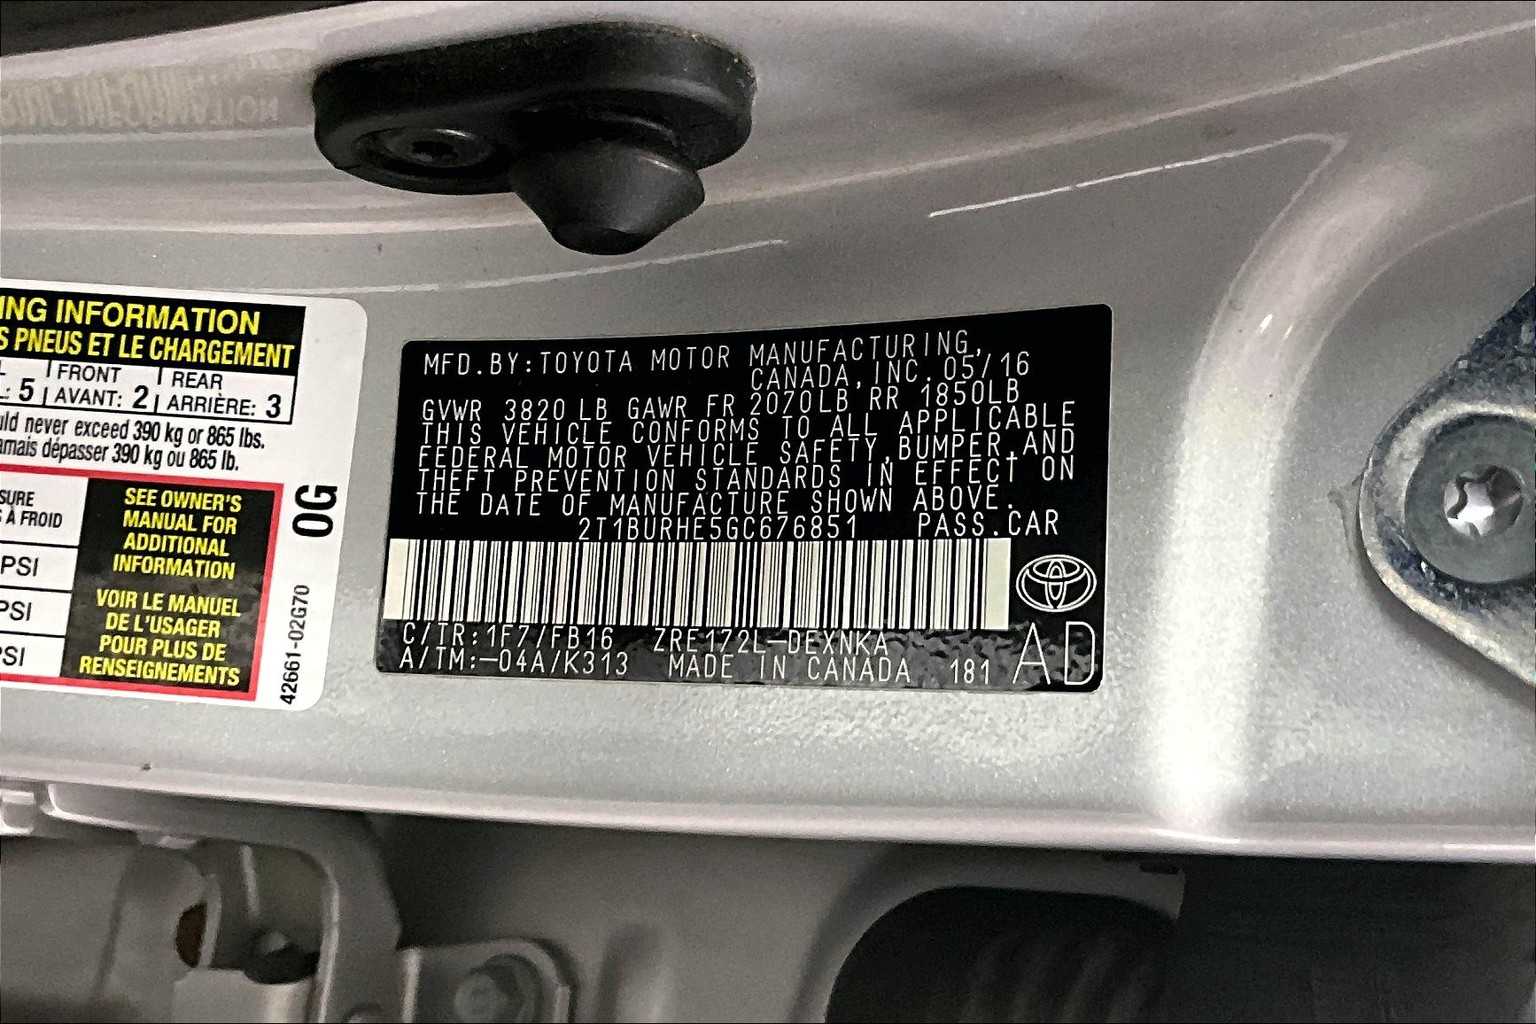 ING INFORMATION
S PNEUS ET LE CHARGEMENT
FRONT REAR
: 5 AVANT: 2 ARRIÈRE: 3
uld never exceed 390 kg or 865 lbs.
amais dépasser 390 kg ou 865 lb.
SURE
À FROID
PSI
PSI
PSI
SEE OWNER'S
MANUAL FOR
ADDITIONAL
INFORMATION
VOIR LE MANUEL
DE L'USAGER
POUR PLUS DE
RENSEIGNEMENTS
0G
42661-02G70
MFD.BY:TOYOTA MOTOR MANUFACTURING,
CANADA,INC.05/16
GVWR 3820 LB GAWR FR 2070LB RR 1850LB
THIS VEHICLE CONFORMS TO ALL APPLICABLE
FEDERAL MOTOR VEHICLE SAFETY,BUMPER,AND
THEFT PREVENTION STANDARDS IN EFFECT ON
THE DATE OF MANUFACTURE SHOWN ABOVE.
2T1BURHE5GC676851 PASS.CAR
C/TR:1F7/FB16 ZRE172L-DEXNKA
A/TM:-04A/K313 MADE IN CANADA 181 AD